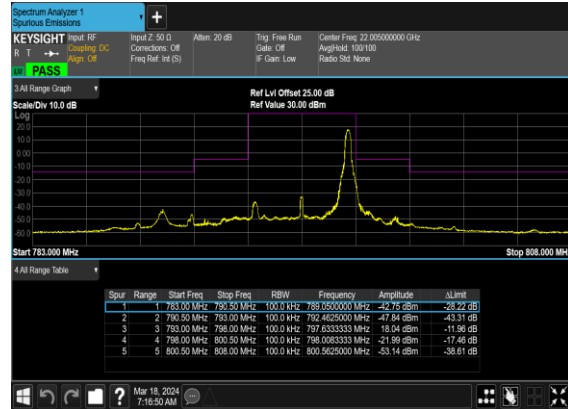 Spectrum Analyzer 1
Spurious Emissions
+
KEYSIGHT Input: RF Input Z: 50 Ω Atten: 20 dB Trig: Free Run Center Freq: 22.005000000 GHz
R T Coupling: DC Corrections: Off Gate: Off Avg|Hold: 100/100
Align: Off Freq Ref: Int (S) IF Gain: Low Radio Std: None
PASS
3 All Range Graph
Ref Lvl Offset 25.00 dB
Scale/Div 10.0 dB Ref Value 30.00 dBm
Log
20.0
10.0
0.00
-10.0
-20.0
-30.0
-40.0
-50.0
-60.0
Start 783.000 MHz Stop 808.000 MH
4 All Range Table
Spur Range Start Freq Stop Freq RBW Frequency Amplitude ΔLimit
1 1 783.00 MHz 790.50 MHz 100.0 kHz 789.0500000 MHz -42.75 dBm -28.22 dB
2 2 790.50 MHz 793.00 MHz 100.0 kHz 792.4625000 MHz -47.84 dBm -43.31 dB
3 3 793.00 MHz 798.00 MHz 100.0 kHz 797.6333333 MHz 18.04 dBm -11.96 dB
4 4 798.00 MHz 800.50 MHz 100.0 kHz 798.0083333 MHz -21.99 dBm -17.46 dB
5 5 800.50 MHz 808.00 MHz 100.0 kHz 800.5625000 MHz -53.14 dBm -38.61 dB
? Mar 18, 2024
7:16:50 AM